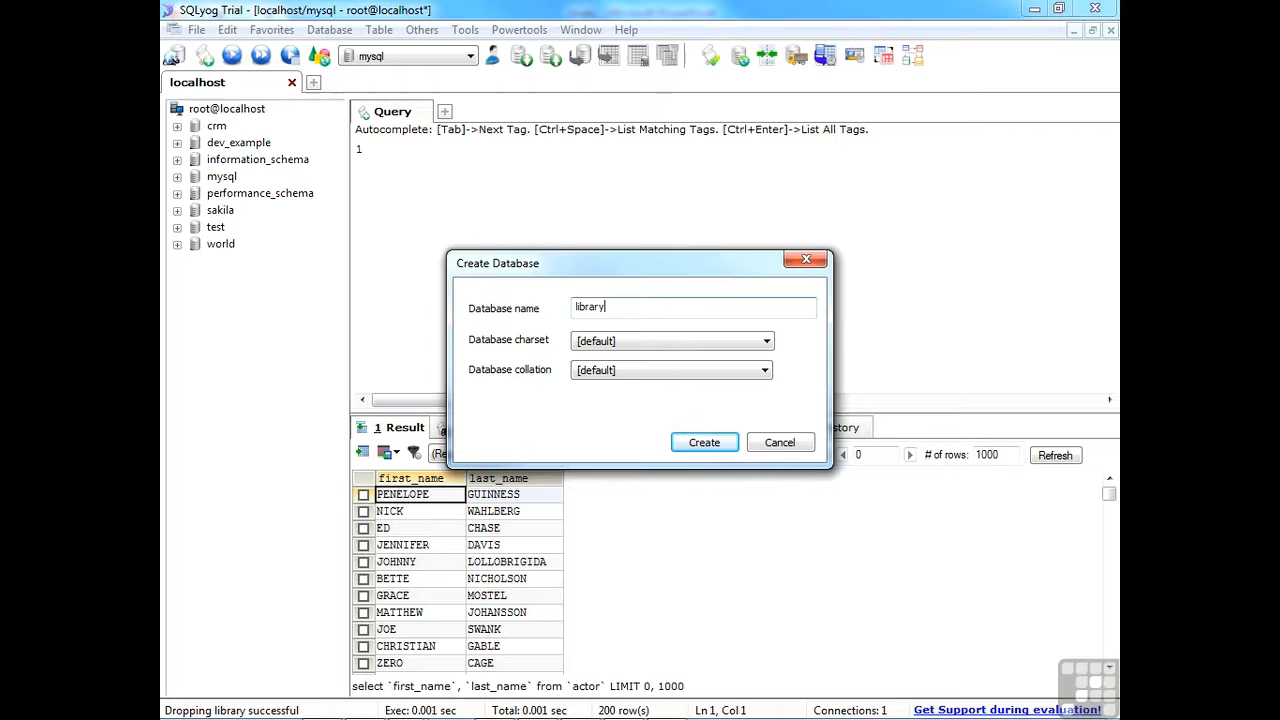 SQLyog Trial - [localhost/mysql - root@localhost*]
File Edit Favorites Database Table Others Tools Powertools Window Help
mysql
localhost
root@localhost
crm
dev_example
information_schema
mysql
performance_schema
sakila
test
world
Query
Autocomplete: [Tab]->Next Tag. [Ctrl+Space]->List Matching Tags. [Ctrl+Enter]->List All Tags.
1
Create Database
Database name library
Database charset [default]
Database collation [default]
Create Cancel
1 Result
0 # of rows: 1000 Refresh
first_name last_name
PENELOPE GUINNESS
NICK WAHLBERG
ED CHASE
JENNIFER DAVIS
JOHNNY LOLLOBRIGIDA
BETTE NICHOLSON
GRACE MOSTEL
MATTHEW JOHANSSON
JOE SWANK
CHRISTIAN GABLE
ZERO CAGE
select `first_name`, `last_name` from `actor` LIMIT 0, 1000
Dropping library successful Exec: 0.001 sec Total: 0.001 sec 200 row(s) Ln 1, Col 1 Connections: 1 Get Support during evaluation!